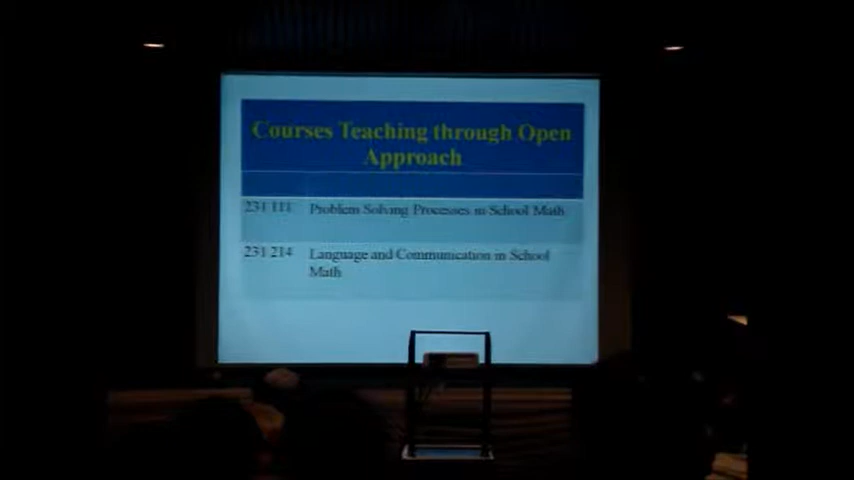 Courses Teaching through Open
Approach
231 111 Problem Solving Processes in School Math
231 214 Language and Communication in School
Math